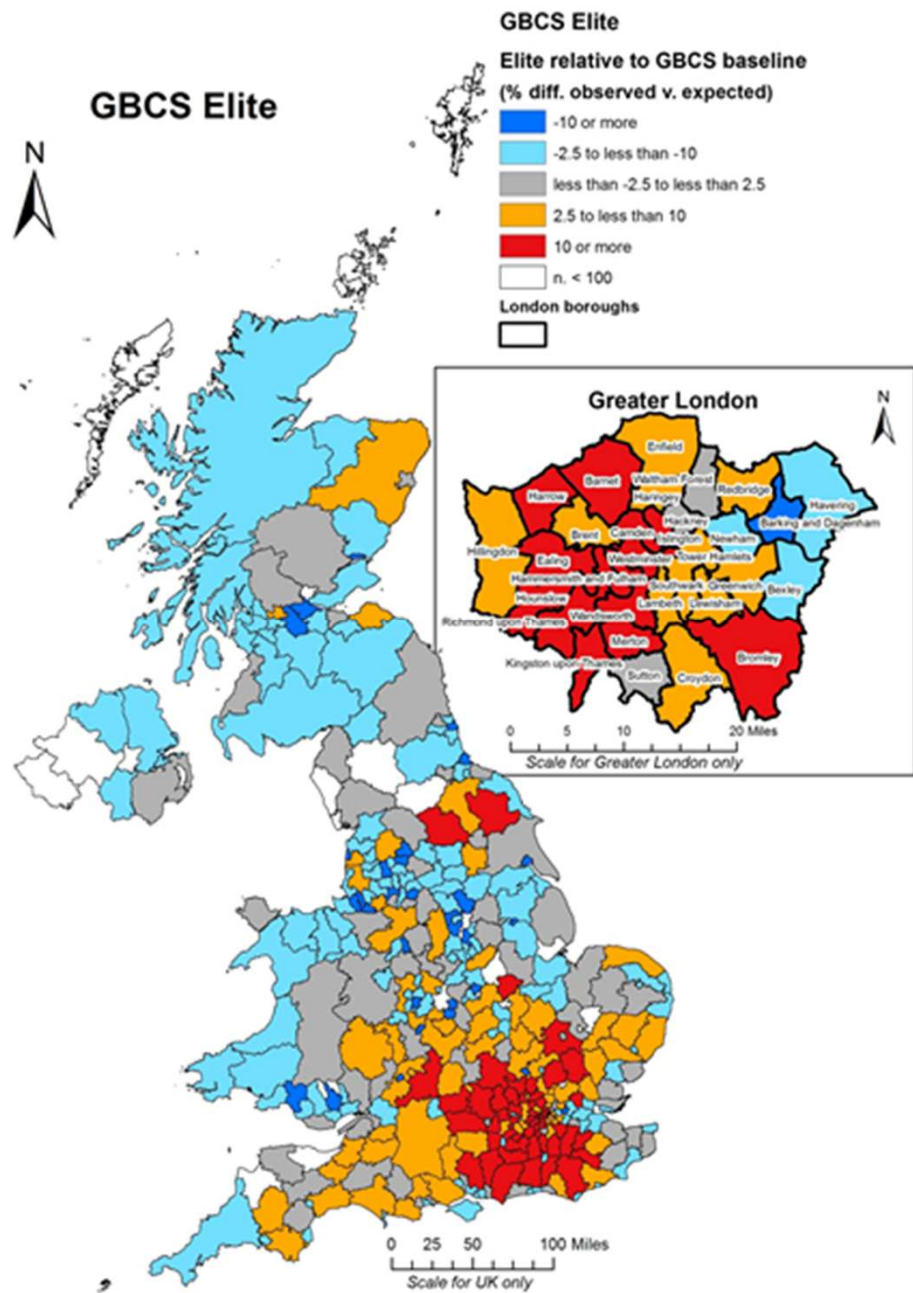 GBCS Elite
Elite relative to GBCS baseline
(% diff. observed v. expected)
-10 or more
-2.5 to less than -10
less than -2.5 to less than 2.5
2.5 to less than 10
10 or more
n. < 100
London boroughs
GBCS Elite
N
Greater London
N
Enfield
Barnet
Waltham Forest
Redbridge
Harrow
Haringey
Havering
Hackney
Barking and Dagenham
Brent
Camden
Islington
Newham
Hillingdon
Ealing
Westminster
Tower Hamlets
Hammersmith and Fulham
Southwark
Greenwich
Bexley
Hounslow
Lambeth
Lewisham
Richmond upon Thames
Wandsworth
Merton
Bromley
Kingston upon Thames
Sutton
Croydon
0 5 10 20 Miles
Scale for Greater London only
0 25 50 100 Miles
Scale for UK only